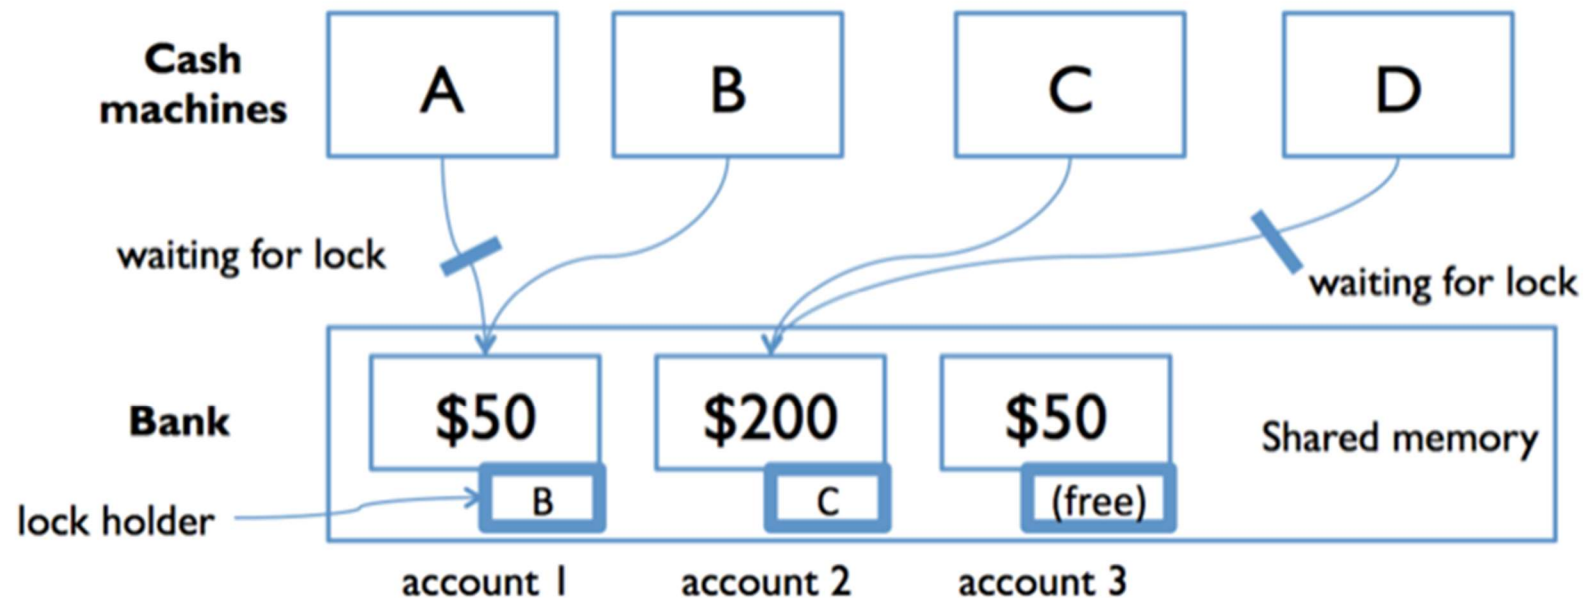 Cash
machines
A
B
C
D
waiting for lock
waiting for lock
Bank
$50
$200
$50
Shared memory
lock holder
B
C
(free)
account 1
account 2
account 3